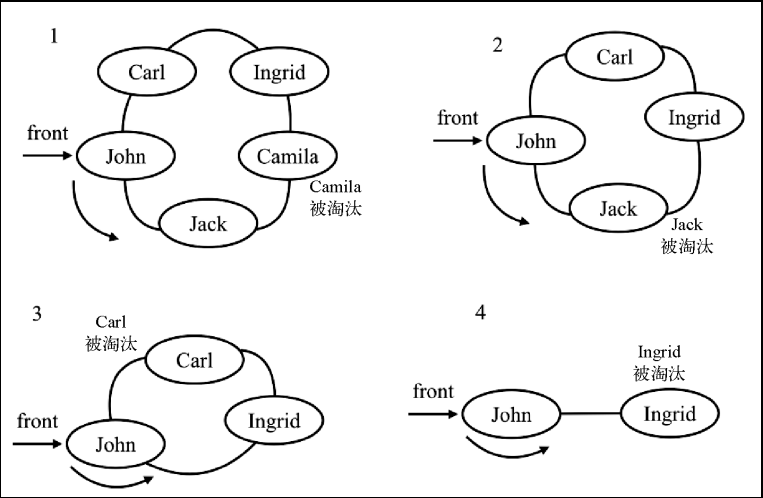 1
Carl
Ingrid
front
John
Camila
Camila
被淘汰
Jack
2
Carl
Ingrid
front
John
Jack
Jack
被淘汰
3
Carl
被淘汰
Carl
front
Ingrid
John
4
Ingrid
被淘汰
front
John
Ingrid